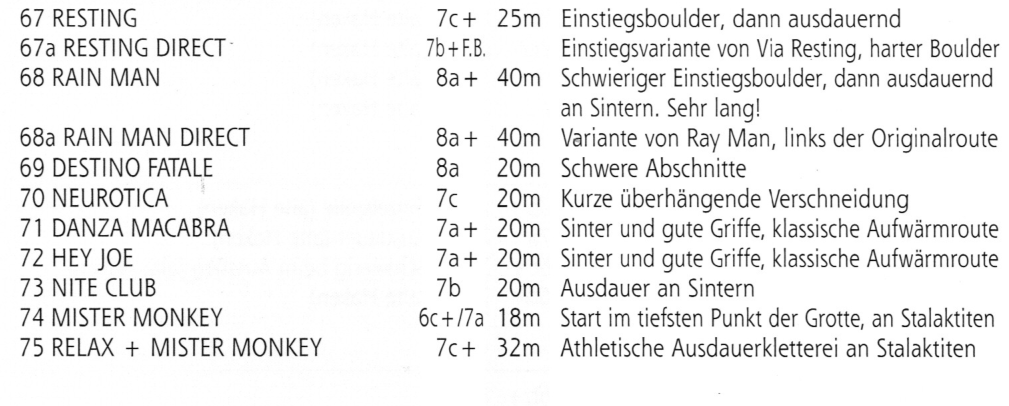 67 RESTING 7c+ 25m Einstiegsboulder, dann ausdauernd
67a RESTING DIRECT 7b+F.B. Einstiegsvariante von Via Resting, harter Boulder
68 RAIN MAN 8a+ 40m Schwieriger Einstiegsboulder, dann ausdauernd
an Sintern. Sehr lang!
68a RAIN MAN DIRECT 8a+ 40m Variante von Ray Man, links der Originalroute
69 DESTINO FATALE 8a 20m Schwere Abschnitte
70 NEUROTICA 7c 20m Kurze überhängende Verschneidung
71 DANZA MACABRA 7a+ 20m Sinter und gute Griffe, klassische Aufwärmroute
72 HEY JOE 7a+ 20m Sinter und gute Griffe, klassische Aufwärmroute
73 NITE CLUB 7b 20m Ausdauer an Sintern
74 MISTER MONKEY 6c+/7a 18m Start im tiefsten Punkt der Grotte, an Stalaktiten
75 RELAX + MISTER MONKEY 7c+ 32m Athletische Ausdauerkletterei an Stalaktiten